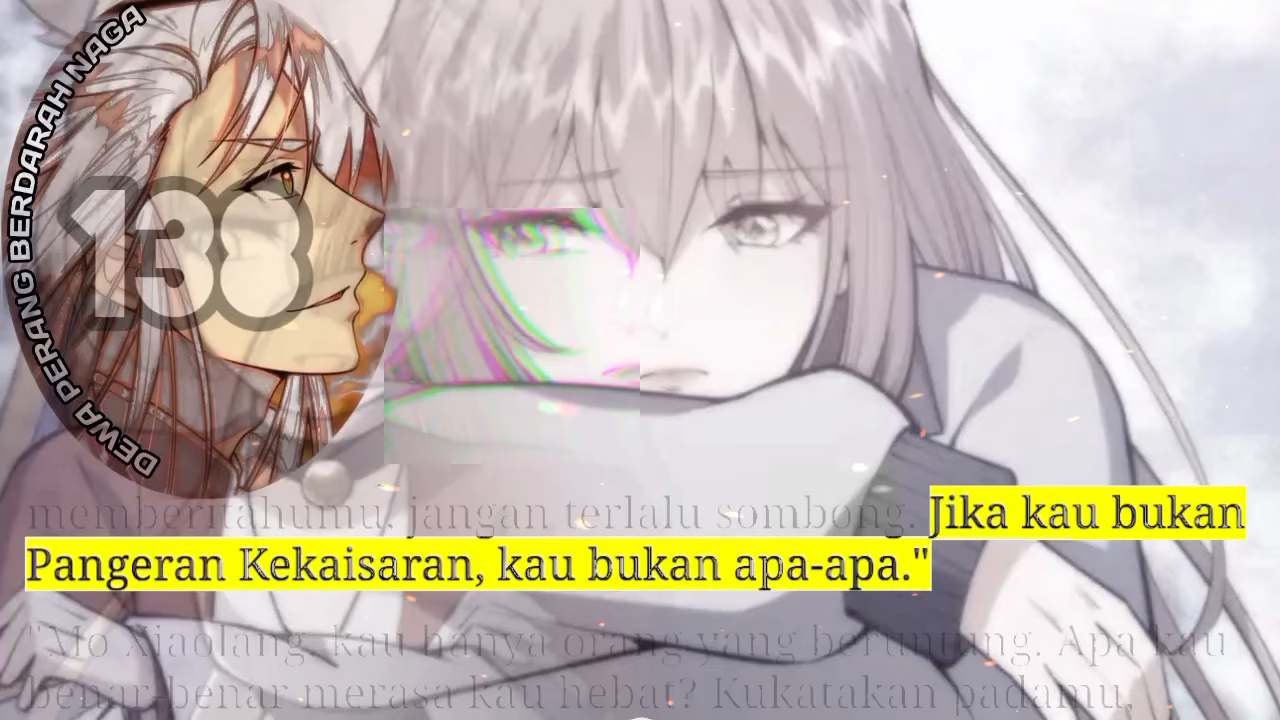 DEWA PERANG BERDARAH NAGA
138
memberitahumu, jangan terlalu sombong. Jika kau bukan
Pangeran Kekaisaran, kau bukan apa-apa."
"Mo Xiaolang, kau hanya orang yang beruntung. Apa kau
benar-benar merasa kau hebat? Kukatakan padamu,